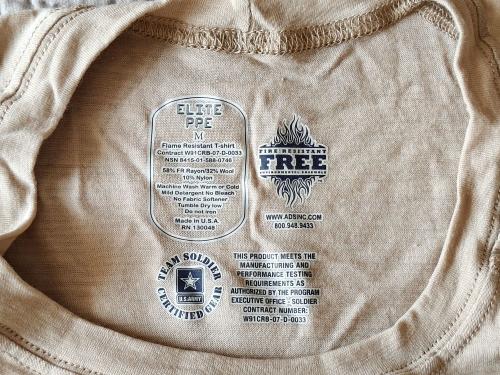 ELITE
PPE
M
Flame Resistant T-shirt
Contract W91CRB-07-D-0033
NSN 8415-01-588-0746
58% FR Rayon/32% Wool
10% Nylon
Machine Wash Warm or Cold
Mild Detergent No Bleach
No Fabric Softener
Tumble Dry low
Do not iron
Made in U.S.A
RN 130049
FIRE RESISTANT
FREE
ENVIRONMENTAL ENSEMBLE
WWW.ADSINC.COM
800.948.9433
TEAM SOLDIER
U.S.ARMY
CERTIFIED GEAR
THIS PRODUCT MEETS THE
MANUFACTURING AND
PERFORMANCE TESTING
REQUIREMENTS AS
AUTHORIZED BY THE PROGRAM
EXECUTIVE OFFICE - SOLDIER
CONTRACT NUMBER:
W91CRB-07-D-0033